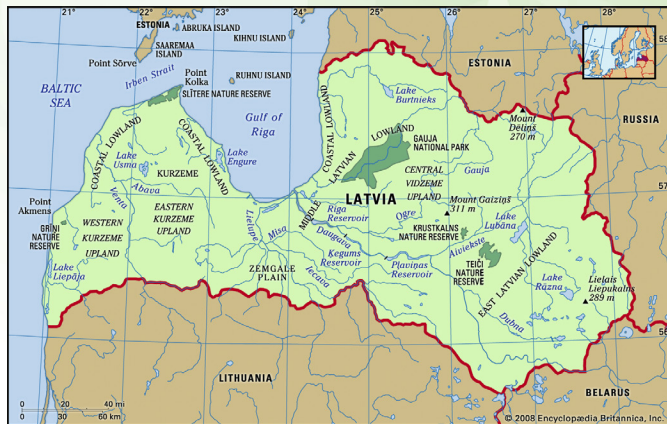 ESTONIA
ABRUKA ISLAND
SAAREMAA
ISLAND
KIHNU ISLAND
Point Sõrve
Irben Strait
Point
Kolka
RUHNU ISLAND
SLĪTERE NATURE RESERVE
BALTIC
SEA
Gulf of
Riga
COASTAL LOWLAND
Lake
Usma
COASTAL LOWLAND
Lake
Engure
KURZEME
Venta
Abava
Point
Akmens
GRĪNI
NATURE
RESERVE
WESTERN
KURZEME
UPLAND
EASTERN
KURZEME
UPLAND
Lake
Liepāja
Lielupe
Misa
ZEMGALE
PLAIN
Iecava
COASTAL LOWLAND
MIDDLE LATVIAN LOWLAND
Lake
Burtnieks
GAUJA
NATIONAL PARK
Gauja
CENTRAL
VIDZEME
UPLAND
LATVIA
Riga
Reservoir
Ogre
Daugava
Ķegums
Reservoir
Mount Gaiziņš
311 m
KRUSTKALNS
NATURE RESERVE
Lake
Lubāna
Aiviekste
Pļaviņas
Reservoir
TEIČI
NATURE
RESERVE
EAST LATVIAN LOWLAND
Lake
Rāzna
Lielais
Liepukalns
289 m
Dubna
ESTONIA
Mount
Dēliņš
270 m
RUSSIA
LITHUANIA
BELARUS
21
22
23
24
25
26
27
58
57
56
0 20 40 mi
0 30 60 km
© 2008 Encyclopædia Britannica, Inc.